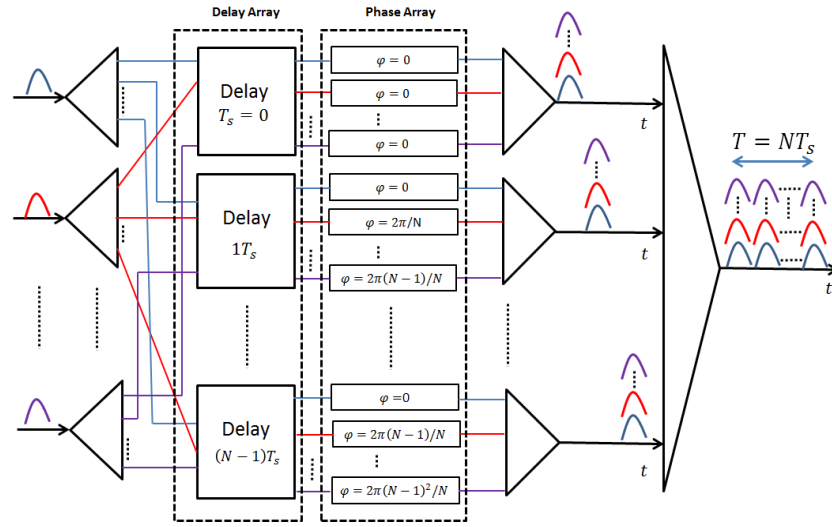 Delay Array
Phase Array
Delay
T_s = 0
φ = 0
φ = 0
φ = 0
t
Delay
1T_s
φ = 0
φ = 2π/N
φ = 2π(N − 1)/N
t
T = NT_s
t
Delay
(N − 1)T_s
φ =0
φ = 2π(N − 1)/N
φ = 2π(N − 1)²/N
t